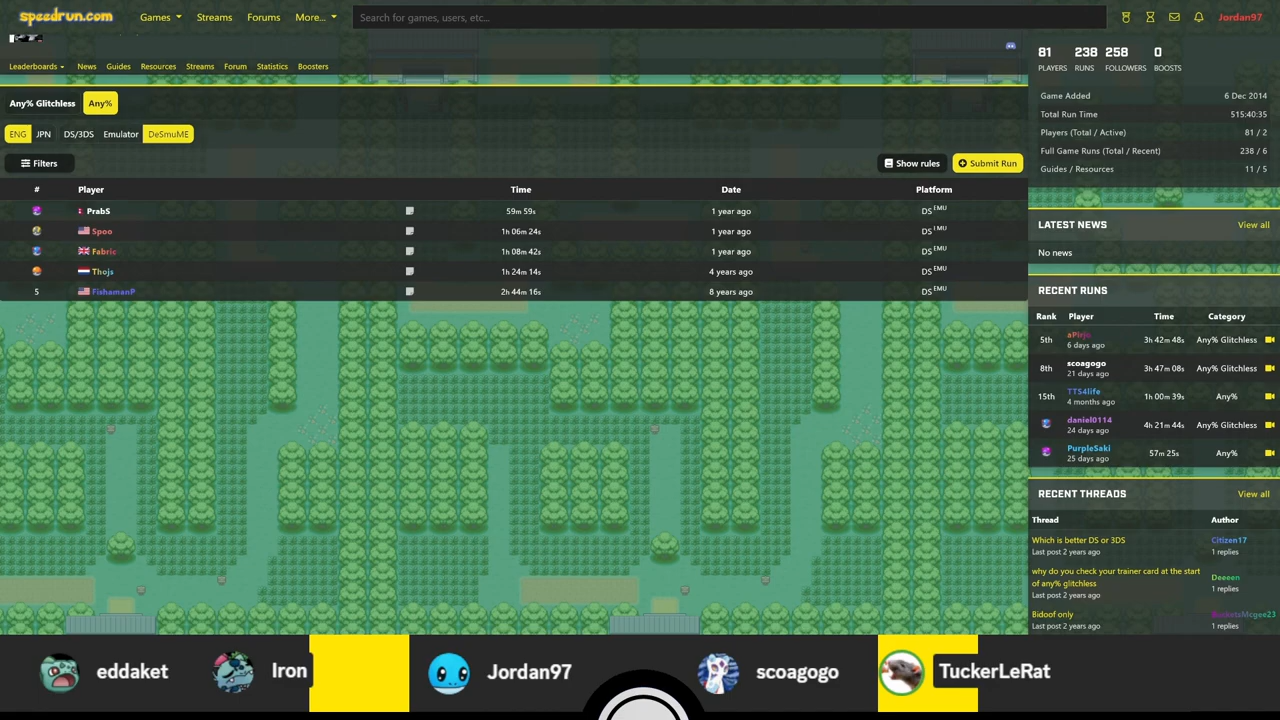 speedrun.com Games Streams Forums More... Search for games, users, etc... Jordan97
Leaderboards News Guides Resources Streams Forum Statistics Boosters
Any% Glitchless Any%
ENG JPN DS/3DS Emulator DeSmuME
Filters Show rules Submit Run
# Player Time Date Platform
PrabS 59m 59s 1 year ago DS EMU
Spoo 1h 06m 24s 1 year ago DS EMU
Fabric 1h 08m 42s 1 year ago DS EMU
Thojs 1h 24m 14s 4 years ago DS EMU
5 FishamanP 2h 44m 16s 8 years ago DS EMU
81 238 258 0
PLAYERS RUNS FOLLOWERS BOOSTS
Game Added 6 Dec 2014
Total Run Time 515:40:35
Players (Total / Active) 81 / 2
Full Game Runs (Total / Recent) 238 / 6
Guides / Resources 11 / 5
LATEST NEWS View all
No news
RECENT RUNS
Rank Player Time Category
5th aPirje 3h 42m 48s Any% Glitchless
6 days ago
8th scoagogo 3h 47m 08s Any% Glitchless
21 days ago
15th TTS4life 1h 00m 39s Any%
4 months ago
daniel0114 4h 21m 44s Any% Glitchless
24 days ago
PurpleSaki 57m 25s Any%
25 days ago
RECENT THREADS View all
Thread Author
Which is better DS or 3DS Citizen17
Last post 2 years ago 1 replies
why do you check your trainer card at the start
of any% glitchless Deeeen
Last post 2 years ago 1 replies
Bidoof only
Last post 2 years ago 1 replies
eddaket Iron Jordan97 scoagogo TuckerLeRat